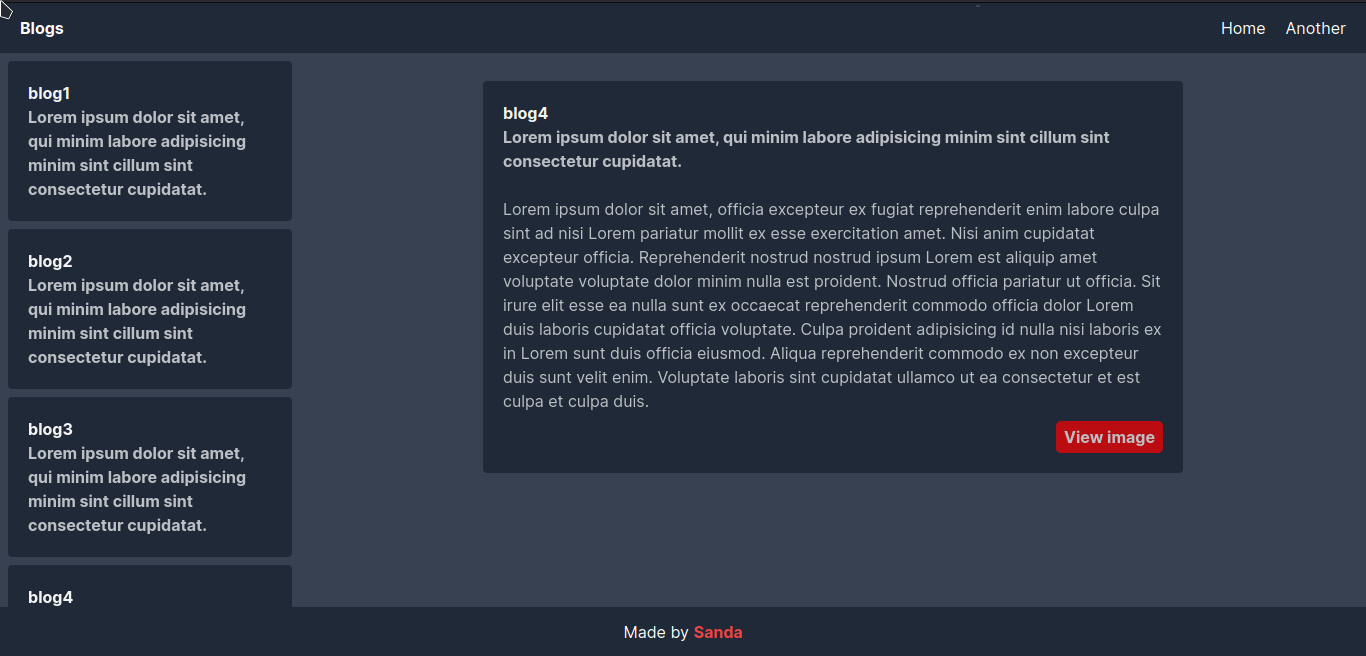 Blogs
Home
Another
blog1
Lorem ipsum dolor sit amet,
qui minim labore adipisicing
minim sint cillum sint
consectetur cupidatat.
blog2
Lorem ipsum dolor sit amet,
qui minim labore adipisicing
minim sint cillum sint
consectetur cupidatat.
blog3
Lorem ipsum dolor sit amet,
qui minim labore adipisicing
minim sint cillum sint
consectetur cupidatat.
blog4
blog4
Lorem ipsum dolor sit amet, qui minim labore adipisicing minim sint cillum sint
consectetur cupidatat.
Lorem ipsum dolor sit amet, officia excepteur ex fugiat reprehenderit enim labore culpa
sint ad nisi Lorem pariatur mollit ex esse exercitation amet. Nisi anim cupidatat
excepteur officia. Reprehenderit nostrud nostrud ipsum Lorem est aliquip amet
voluptate voluptate dolor minim nulla est proident. Nostrud officia pariatur ut officia. Sit
irure elit esse ea nulla sunt ex occaecat reprehenderit commodo officia dolor Lorem
duis laboris cupidatat officia voluptate. Culpa proident adipisicing id nulla nisi laboris ex
in Lorem sunt duis officia eiusmod. Aliqua reprehenderit commodo ex non excepteur
duis sunt velit enim. Voluptate laboris sint cupidatat ullamco ut ea consectetur et est
culpa et culpa duis.
View image
Made by Sanda